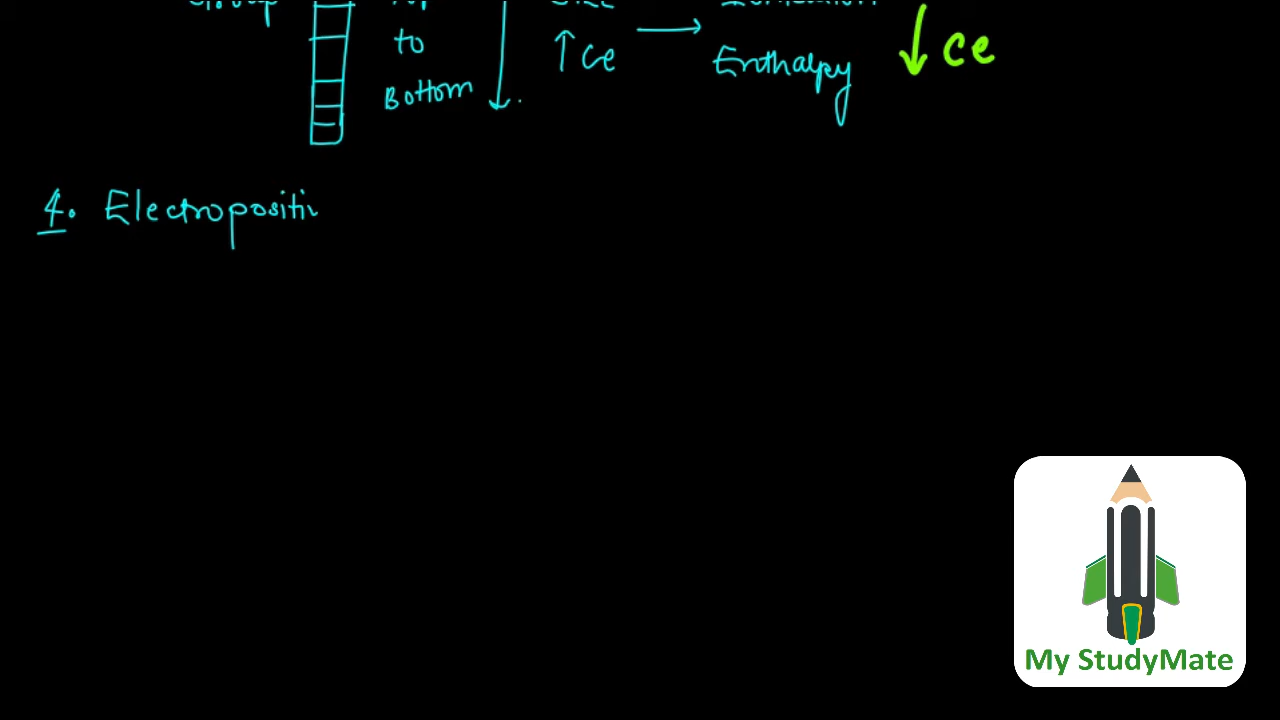 to
↑ Ce → Enthalpy ↓ Ce
Bottom
4. Electropositi
My StudyMate